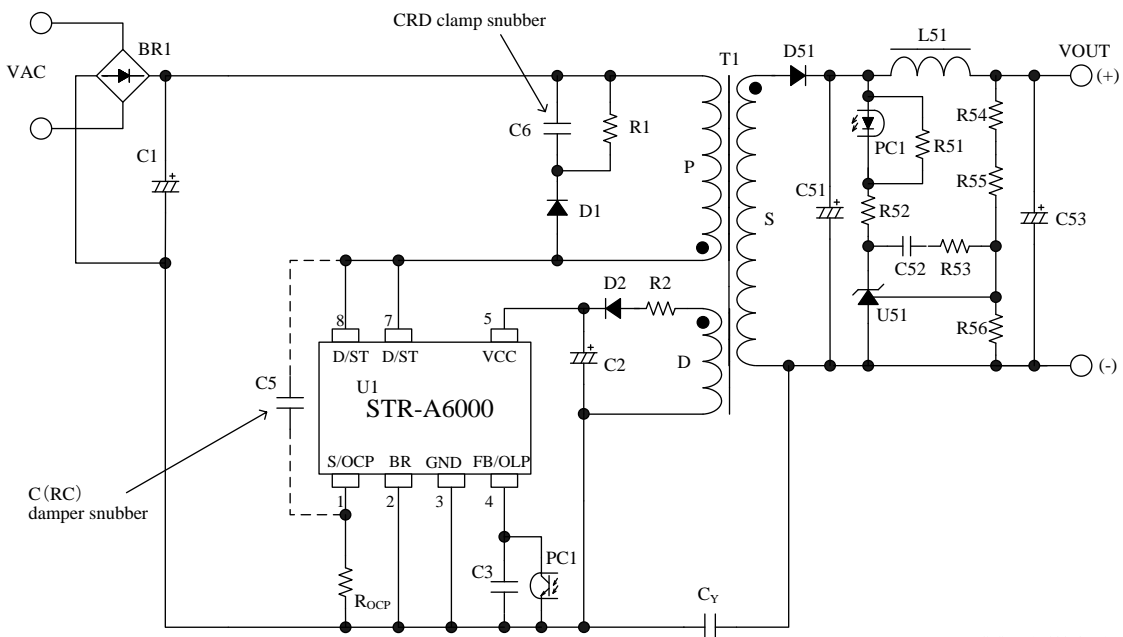 CRD clamp snubber
L51
BR1
T1
D51
VOUT
VAC
(+)
C6
R1
R54
PC1
R51
C1
P
R55
C51
R52
D1
S
C53
C52
R53
D2
R2
8
7
5
U51
R56
D/ST
D/ST
VCC
C2
D
(-)
C5
U1
STR-A6000
S/OCP
BR
GND
FB/OLP
1
2
3
4
C(RC)
damper snubber
PC1
C3
ROCP
CY